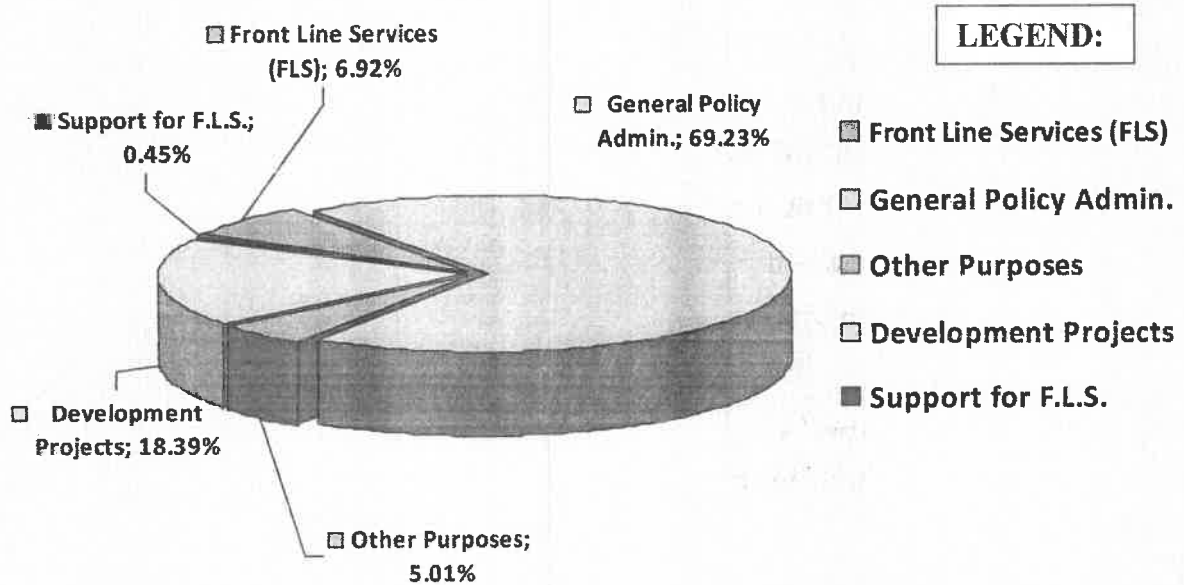 LEGEND:
Front Line Services
(FLS); 6.92%
General Policy
Admin.; 69.23%
Support for F.L.S.;
0.45%
Front Line Services (FLS)
General Policy Admin.
Other Purposes
Development Projects
Support for F.L.S.
Development
Projects; 18.39%
Other Purposes;
5.01%